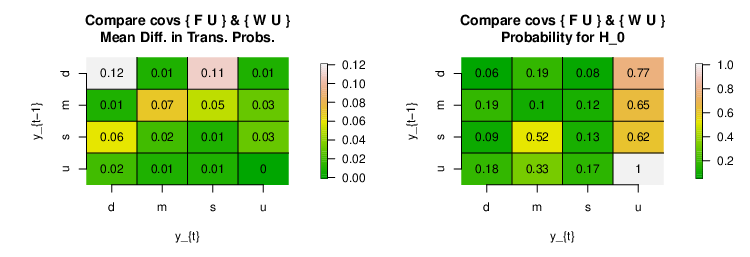 Compare covs { F U } & { W U }
Mean Diff. in Trans. Probs.
y_{t−1}
d 0.12 0.01 0.11 0.01
m 0.01 0.07 0.05 0.03
s 0.06 0.02 0.01 0.03
u 0.02 0.01 0.01 0
d m s u
y_{t}
0.12
0.10
0.08
0.06
0.04
0.02
0.00
Compare covs { F U } & { W U }
Probability for H_0
y_{t−1}
d 0.06 0.19 0.08 0.77
m 0.19 0.1 0.12 0.65
s 0.09 0.52 0.13 0.62
u 0.18 0.33 0.17 1
d m s u
y_{t}
1.0
0.8
0.6
0.4
0.2